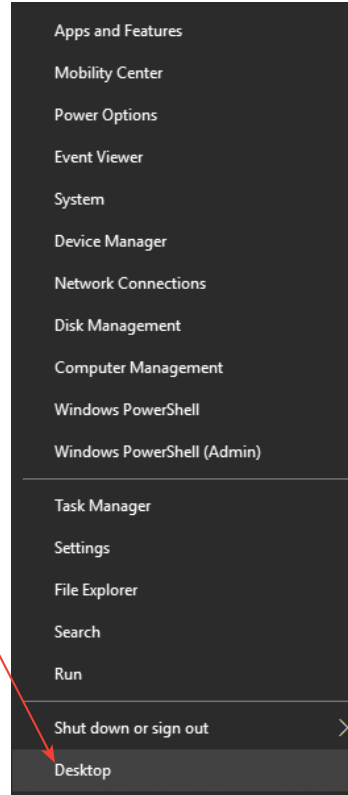 Apps and Features
Mobility Center
Power Options
Event Viewer
System
Device Manager
Network Connections
Disk Management
Computer Management
Windows PowerShell
Windows PowerShell (Admin)
Task Manager
Settings
File Explorer
Search
Run
Shut down or sign out
Desktop